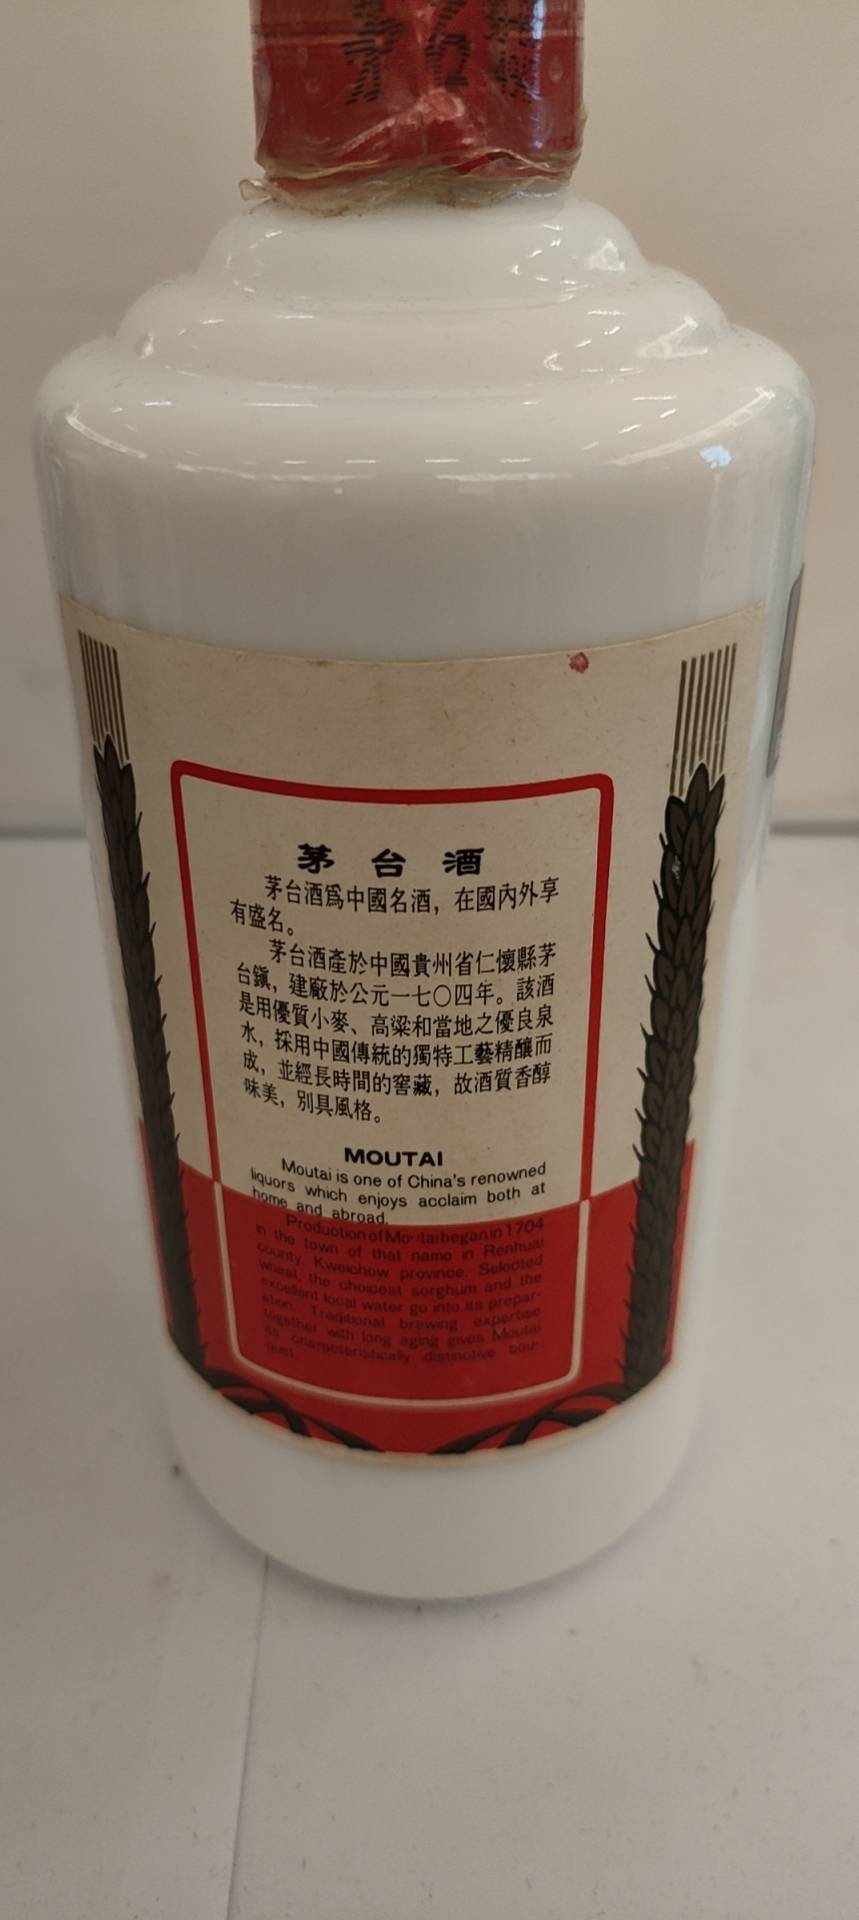 茅台酒
茅台酒爲中國名酒，在國內外享
有盛名。
茅台酒產於中國貴州省仁懷縣茅
台鎮，建廠於公元一七〇四年。該酒
是用優質小麥、高粱和當地之優良泉
水，採用中國傳統的獨特工藝精釀而
成，並經長時間的窖藏，故酒質香醇
味美，別具風格。
MOUTAI
Moutai is one of China's renowned
liquors which enjoys acclaim both at
home and abroad.
Production of Moutai began in 1704
in the town of that name in Renhuai
county, Kweichow province. Selected
wheat, the choicest sorghum and the
excellent local water go into its prepar-
ation. Traditional brewing expertise
together with long aging gives Moutai
its characteristically distinctive bou-
quet.